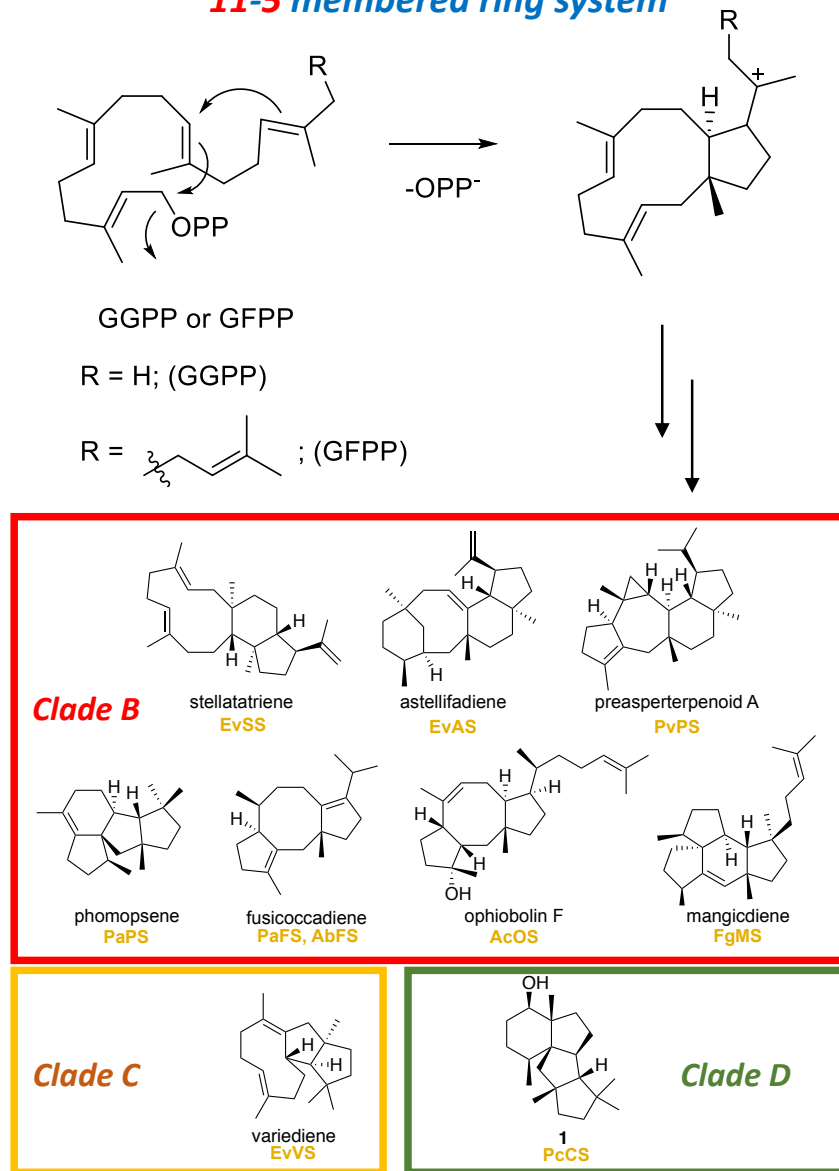 11-5 membered ring system
R
R
+
H
OPP
-OPP-
GGPP or GFPP
R = H; (GGPP)
R = ; (GFPP)
H
H
H
H
H
H
H
stellatatriene
astellifadiene
preasperterpenoid A
Clade B
EvSS
EvAS
PvPS
H
H
H
H
H
H
H
H
OH
phomopsene
fusicoccadiene
ophiobolin F
mangicdiene
PaPS
PaFS, AbFS
AcOS
FgMS
OH
H
H
H
Clade C
Clade D
variediene
1
EvVS
PcCS